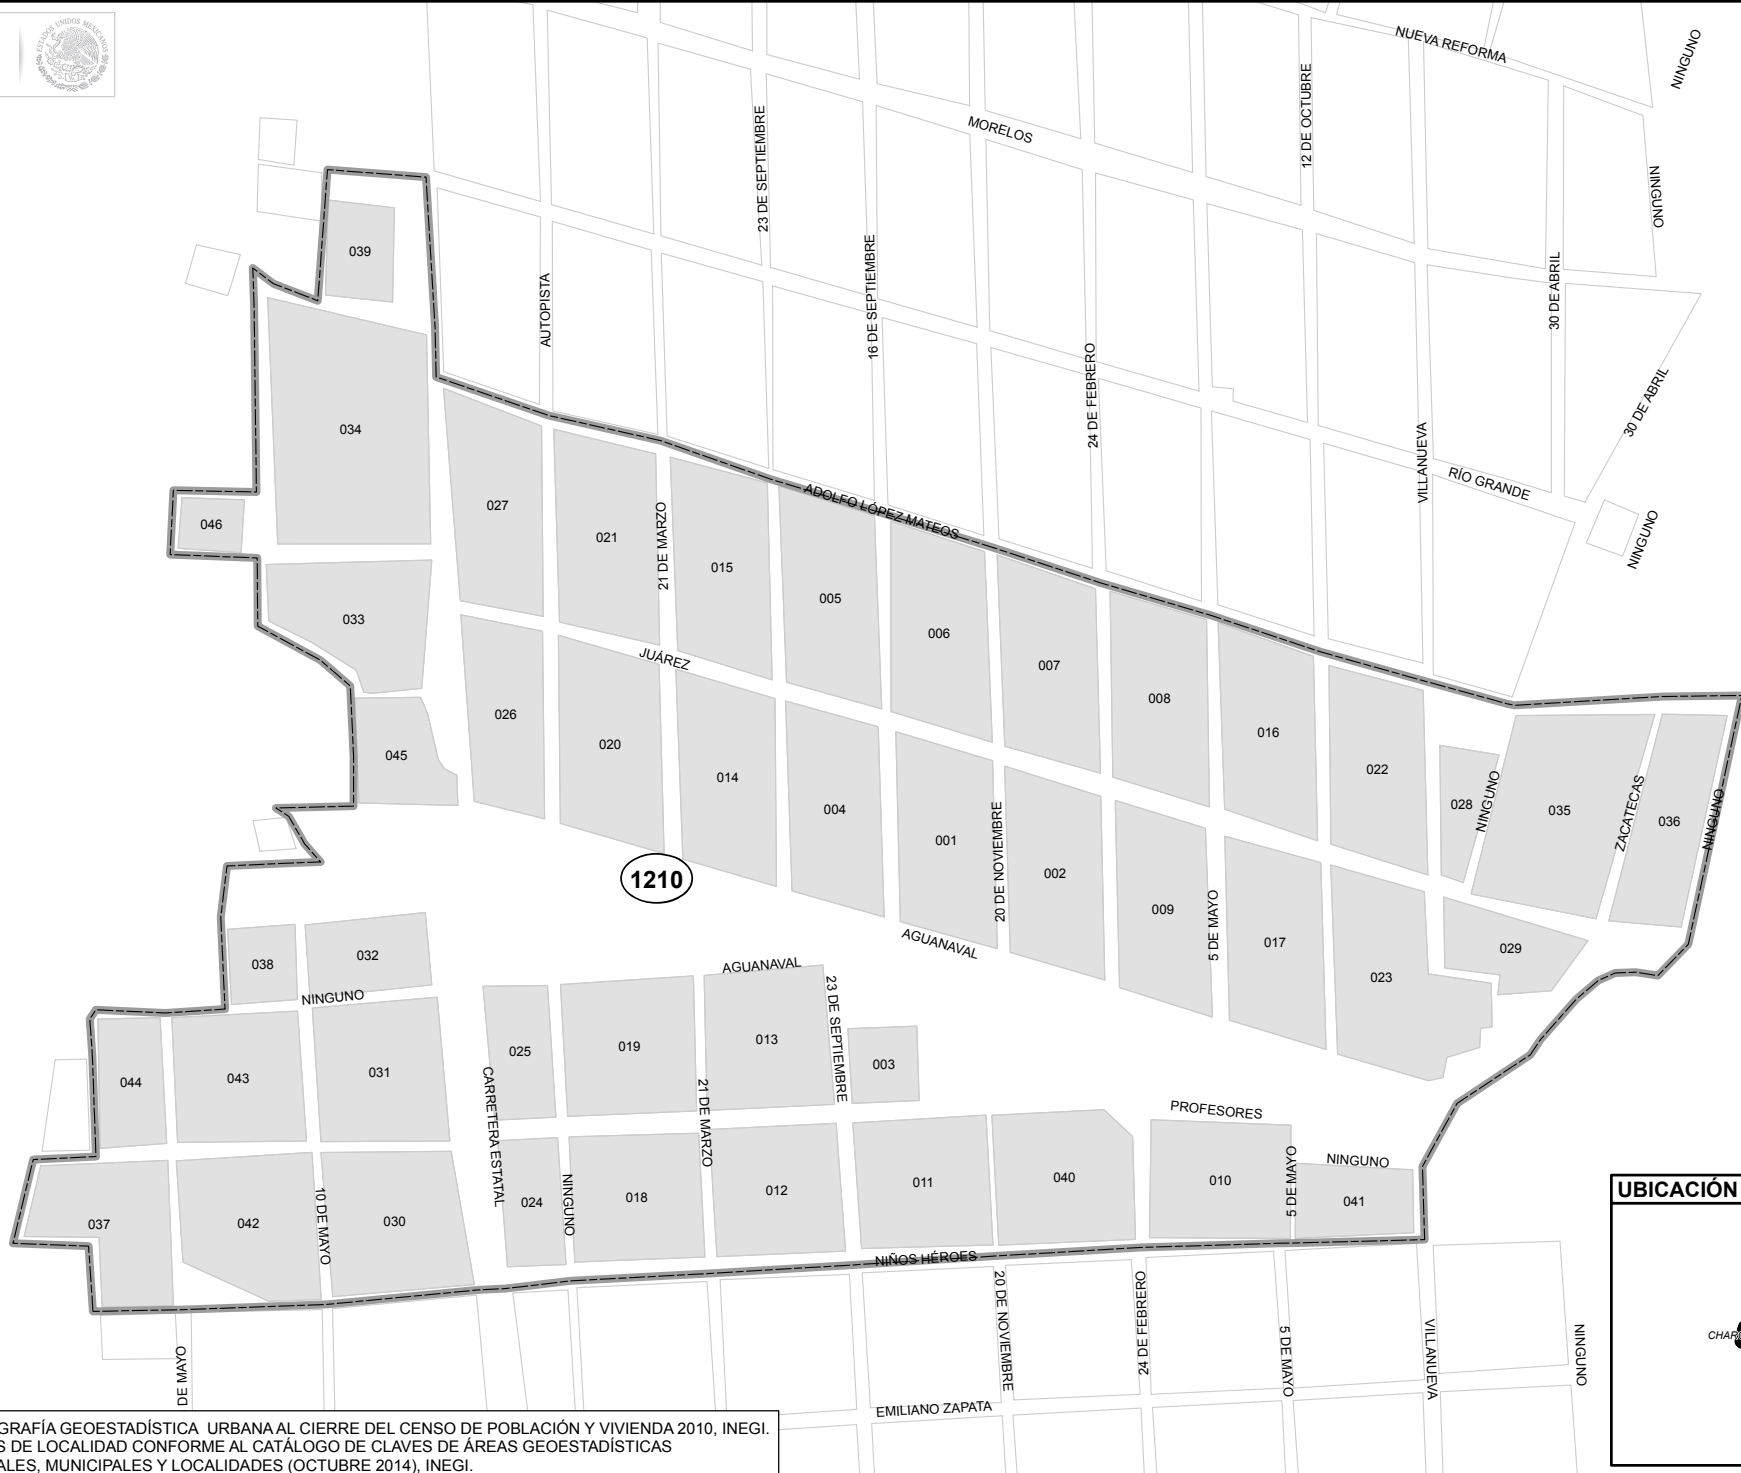 ESTADOS UNIDOS MEXICANOS
NUEVA REFORMA
NINGUNO
MORELOS
12 DE OCTUBRE
23 DE SEPTIEMBRE
NINGUNO
039
AUTOPISTA
16 DE SEPTIEMBRE
30 DE ABRIL
24 DE FEBRERO
30 DE ABRIL
034
VILLANUEVA
RÍO GRANDE
027
ADOLFO LÓPEZ MATEOS
046
021
21 DE MARZO
015
NINGUNO
005
033
006
JUÁREZ
007
026
008
016
020
045
014
022
004
028
NINGUNO
035
ZACATECAS
036
NINGUNO
001
20 DE NOVIEMBRE
002
1210
009
5 DE MAYO
017
AGUANAVAL
029
038
032
AGUANAVAL
023
NINGUNO
23 DE SEPTIEMBRE
013
019
025
003
044
043
031
CARRETERA ESTATAL
21 DE MARZO
PROFESORES
NINGUNO
5 DE MAYO
040
010
041
011
012
018
024
NINGUNO
UBICACIÓN
037
042
10 DE MAYO
030
NIÑOS HÉROES
20 DE NOVIEMBRE
24 DE FEBRERO
5 DE MAYO
VILLANUEVA
NINGUNO
DE MAYO
EMILIANO ZAPATA
GRAFÍA GEOESTADÍSTICA URBANA AL CIERRE DEL CENSO DE POBLACIÓN Y VIVIENDA 2010, INEGI.
S DE LOCALIDAD CONFORME AL CATÁLOGO DE CLAVES DE ÁREAS GEOESTADÍSTICAS
ALES, MUNICIPALES Y LOCALIDADES (OCTUBRE 2014), INEGI.